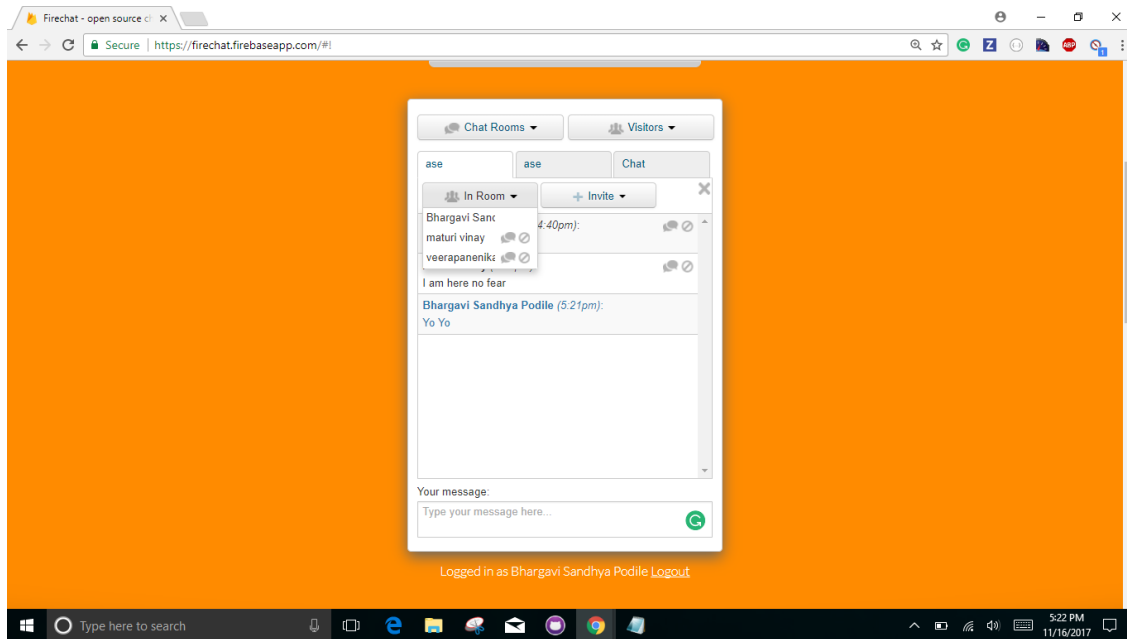 Firechat - open source c
Secure | https://firechat.firebaseapp.com/#!
Chat Rooms Visitors
ase ase Chat
In Room Invite
Bhargavi Sand
4:40pm):
maturi vinay
veerapanenika
I am here no fear
Bhargavi Sandhya Podile (5:21pm):
Yo Yo
Your message:
Type your message here...
Logged in as Bhargavi Sandhya Podile Logout
Type here to search
5:22 PM
11/16/2017